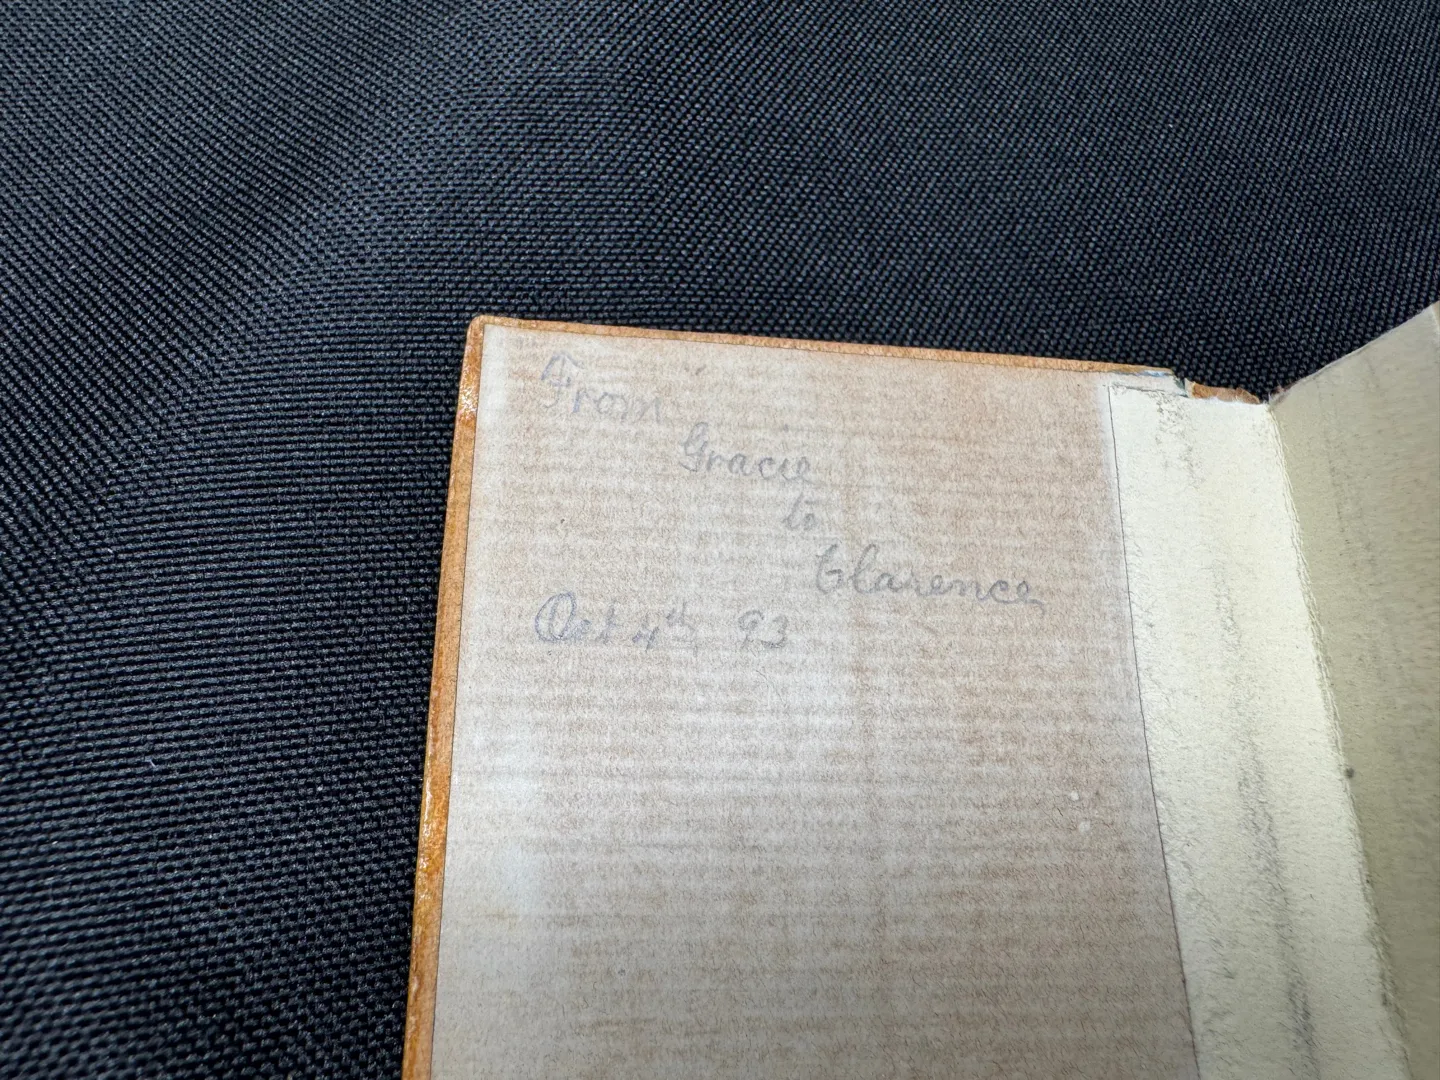 From
Gracie
to
Clarence
Oct 4th 93